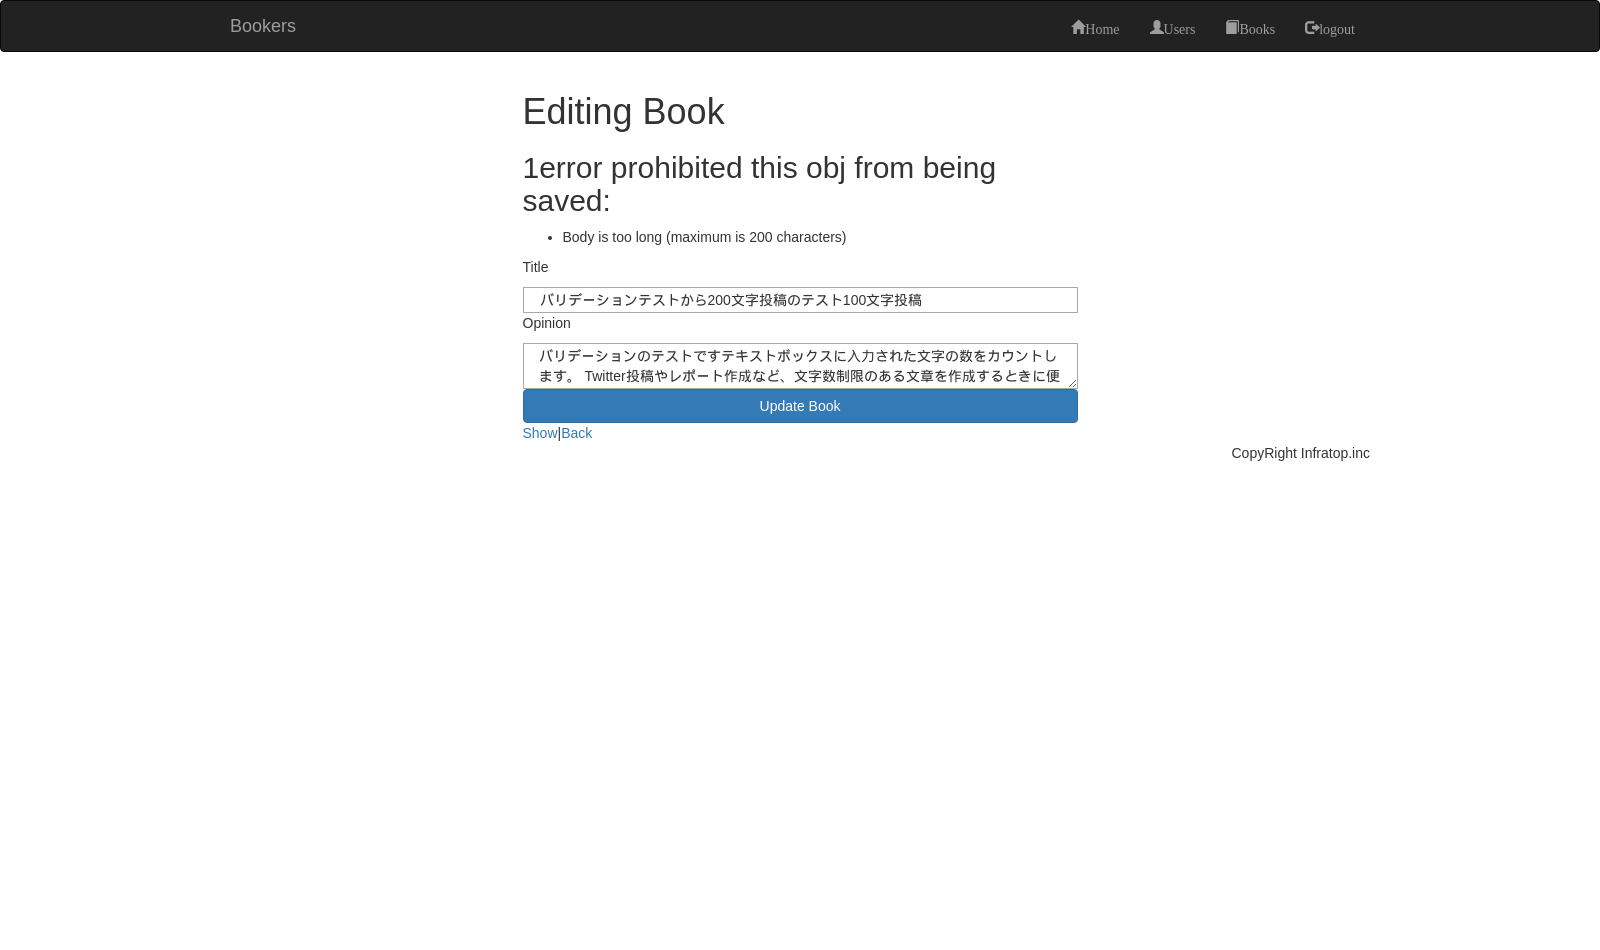 Bookers
Home Users Books logout
Editing Book
1error prohibited this obj from being
saved:
Body is too long (maximum is 200 characters)
Title
バリデーションテストから200文字投稿のテスト100文字投稿
Opinion
バリデーションのテストですテキストボックスに入力された文字の数をカウントし
ます。 Twitter投稿やレポート作成など、文字数制限のある文章を作成するときに便
Update Book
Show|Back
CopyRight Infratop.inc